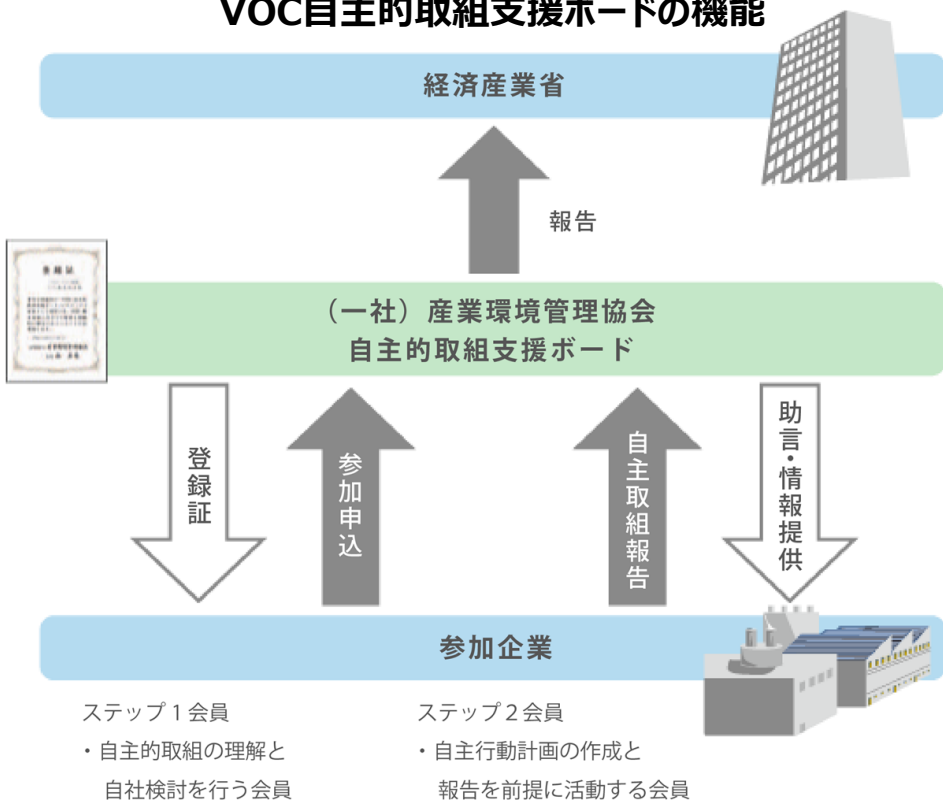 VOC自主的取組支援ボードの機能
経済産業省
報告
（一社）産業環境管理協会
自主的取組支援ボード
登録証
参加申込
自主取組報告
助言・情報提供
参加企業
ステップ１会員
・自主的取組の理解と
自社検討を行う会員
ステップ２会員
・自主行動計画の作成と
報告を前提に活動する会員